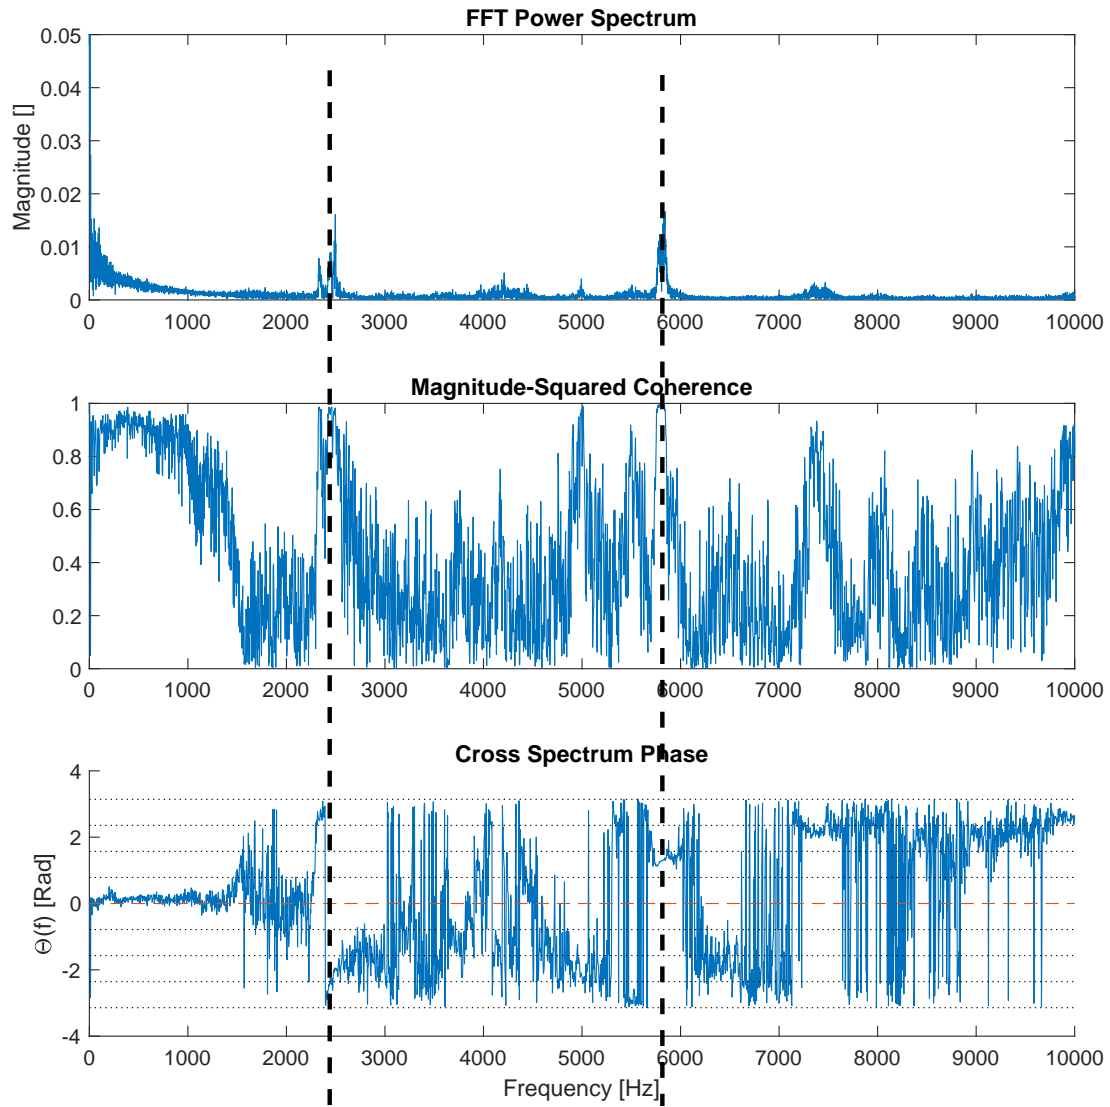 FFT Power Spectrum
0.05
0.04
0.03
0.02
0.01
0
Magnitude []
0 1000 2000 3000 4000 5000 6000 7000 8000 9000 10000
Magnitude-Squared Coherence
1
0.8
0.6
0.4
0.2
0
0 1000 2000 3000 4000 5000 6000 7000 8000 9000 10000
Cross Spectrum Phase
4
2
0
-2
-4
Θ(f) [Rad]
0 1000 2000 3000 4000 5000 6000 7000 8000 9000 10000
Frequency [Hz]